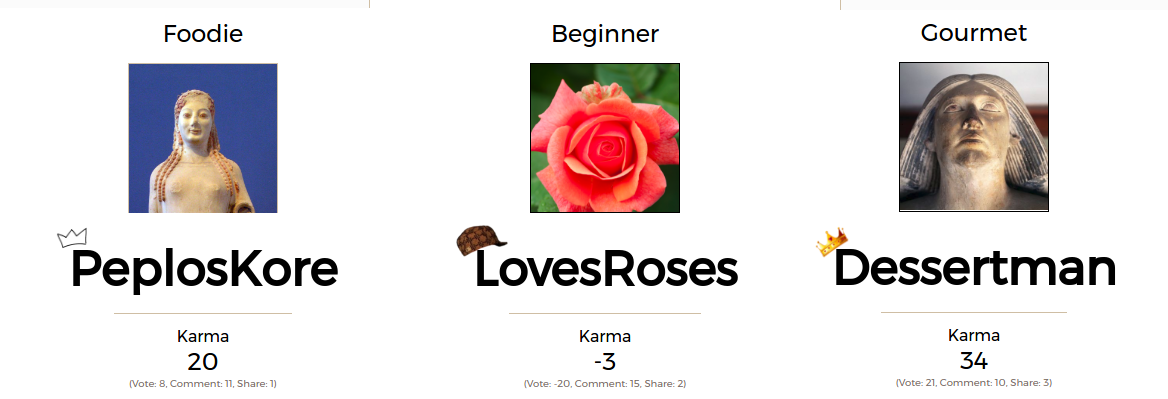 Foodie
PeplosKore
Karma
20
(Vote: 8, Comment: 11, Share: 1)
Beginner
LovesRoses
Karma
-3
(Vote: -20, Comment: 15, Share: 2)
Gourmet
Dessertman
Karma
34
(Vote: 21, Comment: 10, Share: 3)